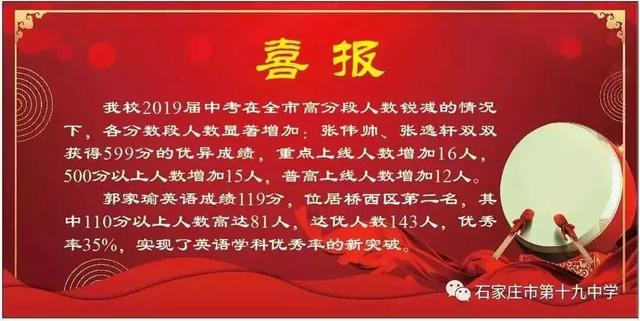 喜报
我校2019届中考在全市高分段人数锐减的情况
下，各分数段人数显著增加：张伟帅、张逸轩双双
获得599分的优异成绩，重点上线人数增加16人，
500分以上人数增加15人，普高上线人数增加12人。
郭家瑜英语成绩119分，位居桥西区第二名，其
中110分以上人数高达81人，达优人数143人，优秀
率35%，实现了英语学科优秀率的新突破。
石家庄市第十九中学